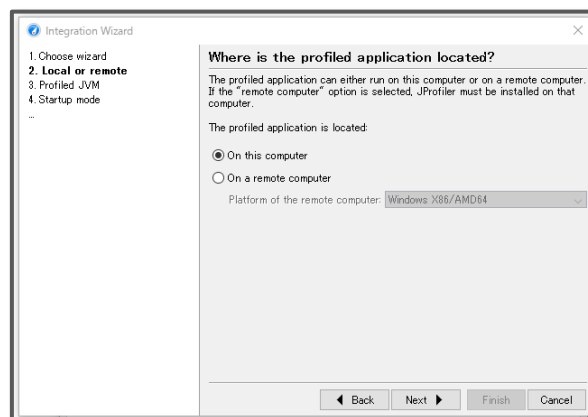 Integration Wizard
1. Choose wizard
2. Local or remote
3. Profiled JVM
4. Startup mode
...
Where is the profiled application located?
The profiled application can either run on this computer or on a remote computer.
If the "remote computer" option is selected, JProfiler must be installed on that
computer.
The profiled application is located:
On this computer
On a remote computer
Platform of the remote computer: Windows X86/AMD64
Back Next Finish Cancel